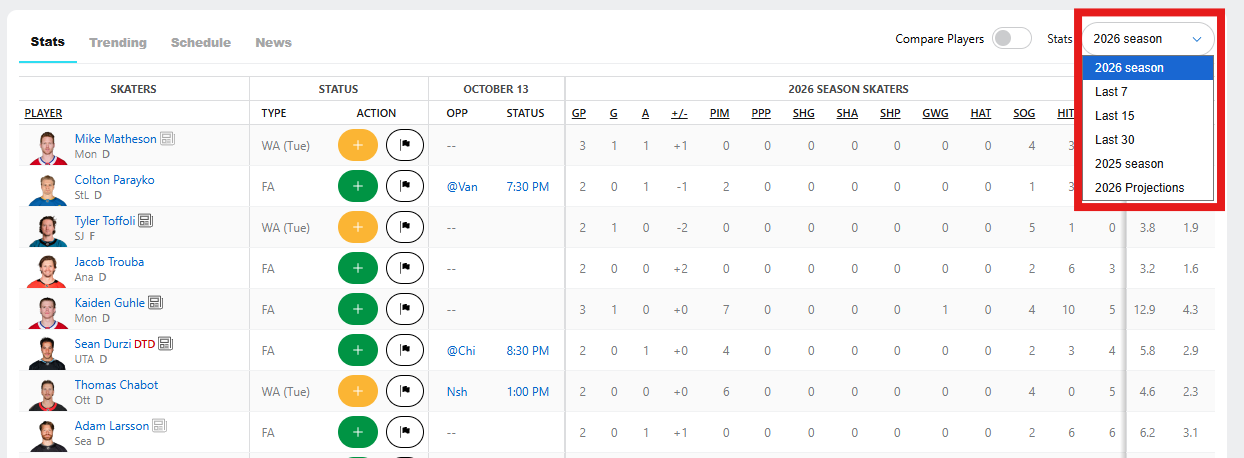 Stats Trending Schedule News Compare Players Stats 2026 season
2026 season
Last 7
Last 15
Last 30
2025 season
2026 Projections
SKATERS STATUS OCTOBER 13 2026 SEASON SKATERS
PLAYER TYPE ACTION OPP STATUS GP G A +/- PIM PPP SHG SHA SHP GWG HAT SOG HIT
Mike Matheson WA (Tue) -- 3 1 1 +1 0 0 0 0 0 0 0 4 3
Mon D
Colton Parayko FA @Van 7:30 PM 2 0 1 -1 2 0 0 0 0 0 0 1 3
StL D
Tyler Toffoli WA (Tue) -- 2 1 0 -2 0 0 0 0 0 0 0 5 1 0 3.8 1.9
SJ F
Jacob Trouba FA -- 2 0 0 +2 0 0 0 0 0 0 0 2 6 3 3.2 1.6
Ana D
Kaiden Guhle FA -- 3 1 0 +0 7 0 0 0 0 1 0 4 10 5 12.9 4.3
Mon D
Sean Durzi DTD FA @Chi 8:30 PM 2 0 1 +0 4 0 0 0 0 0 0 2 3 4 5.8 2.9
UTA D
Thomas Chabot WA (Tue) Nsh 1:00 PM 2 0 0 +0 6 0 0 0 0 0 0 4 0 5 4.6 2.3
Ott D
Adam Larsson FA -- 2 0 1 +1 0 0 0 0 0 0 0 2 6 6 6.2 3.1
Sea D